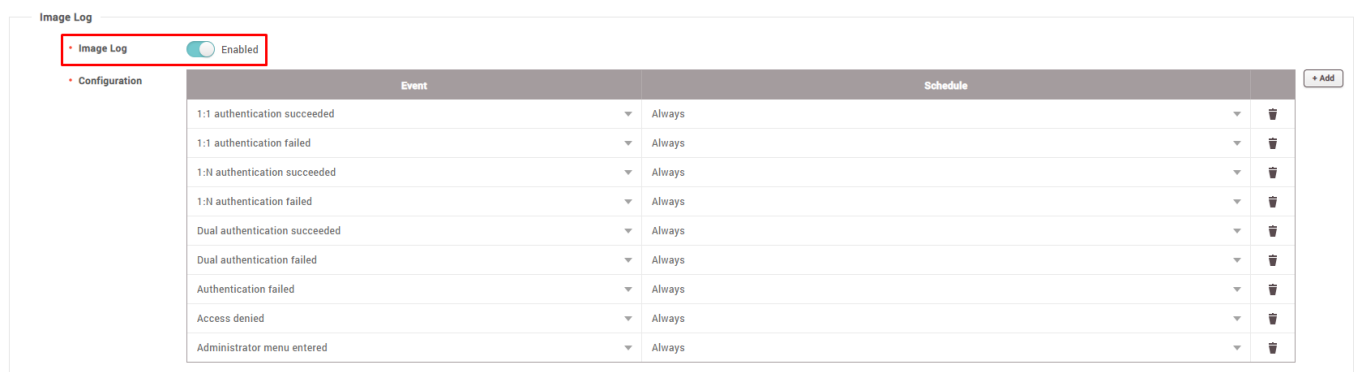 Image Log
• Image Log Enabled
• Configuration
Event Schedule + Add
1:1 authentication succeeded Always
1:1 authentication failed Always
1:N authentication succeeded Always
1:N authentication failed Always
Dual authentication succeeded Always
Dual authentication failed Always
Authentication failed Always
Access denied Always
Administrator menu entered Always